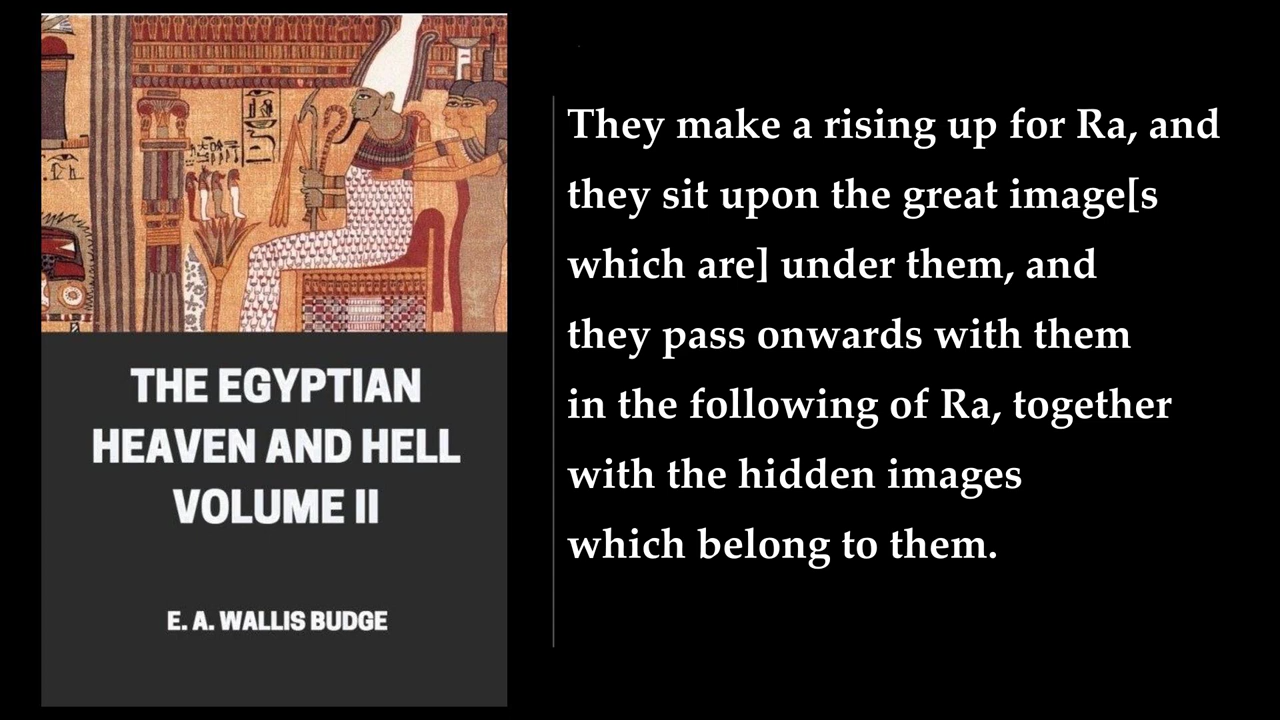 THE EGYPTIAN
HEAVEN AND HELL
VOLUME II
E. A. WALLIS BUDGE
They make a rising up for Ra, and
they sit upon the great image[s
which are] under them, and
they pass onwards with them
in the following of Ra, together
with the hidden images
which belong to them.